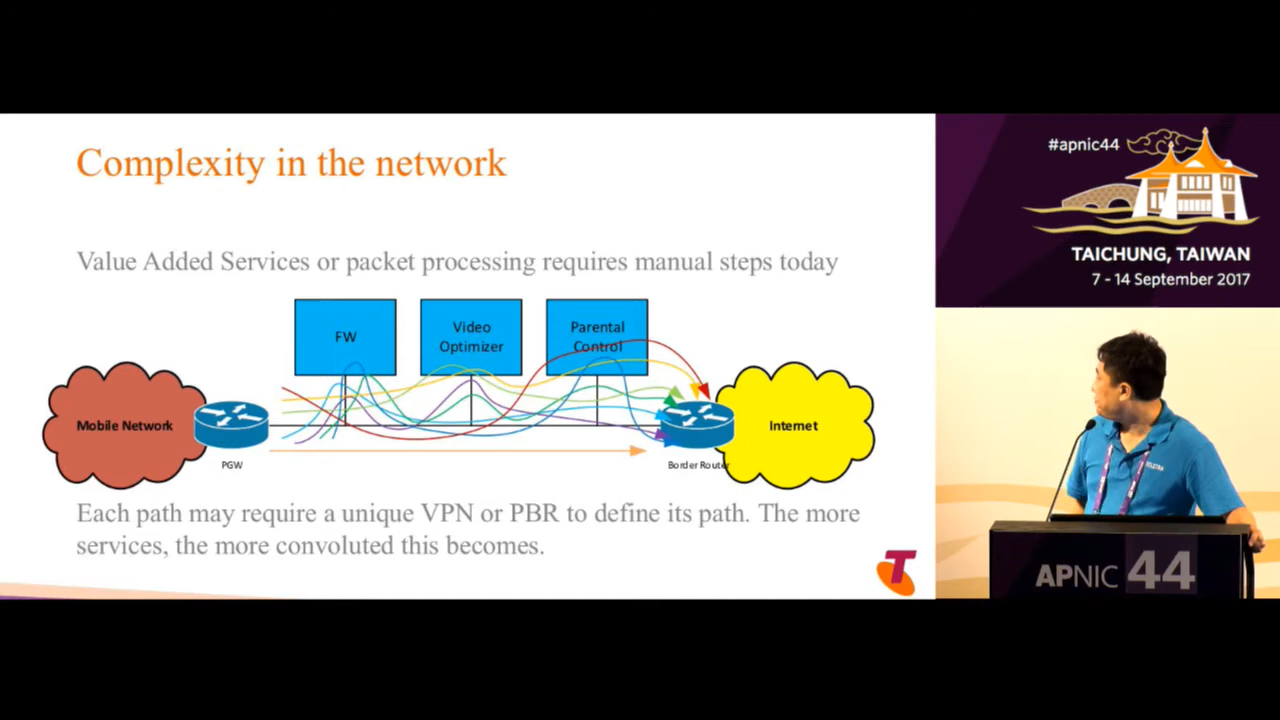 Complexity in the network
Value Added Services or packet processing requires manual steps today
FW
Video
Optimizer
Parental
Control
Mobile Network
Internet
PGW
Border Router
Each path may require a unique VPN or PBR to define its path. The more
services, the more convoluted this becomes.
T
#apnic44
TAICHUNG, TAIWAN
7 - 14 September 2017
APNIC 44